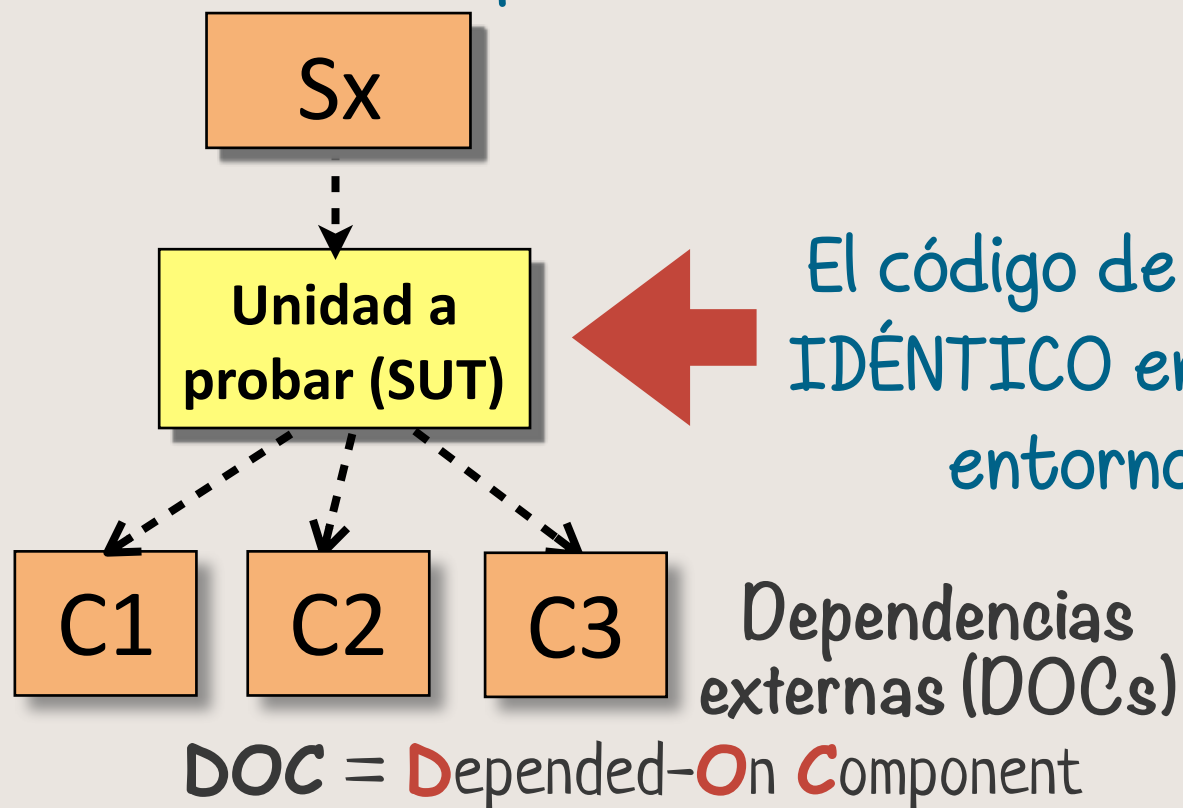 Sx
Unidad a
probar (SUT)
El código de
IDÉNTICO en
entorno
C1
C2
C3
Dependencias
externas (DOCs)
DOC = Depended-On Component